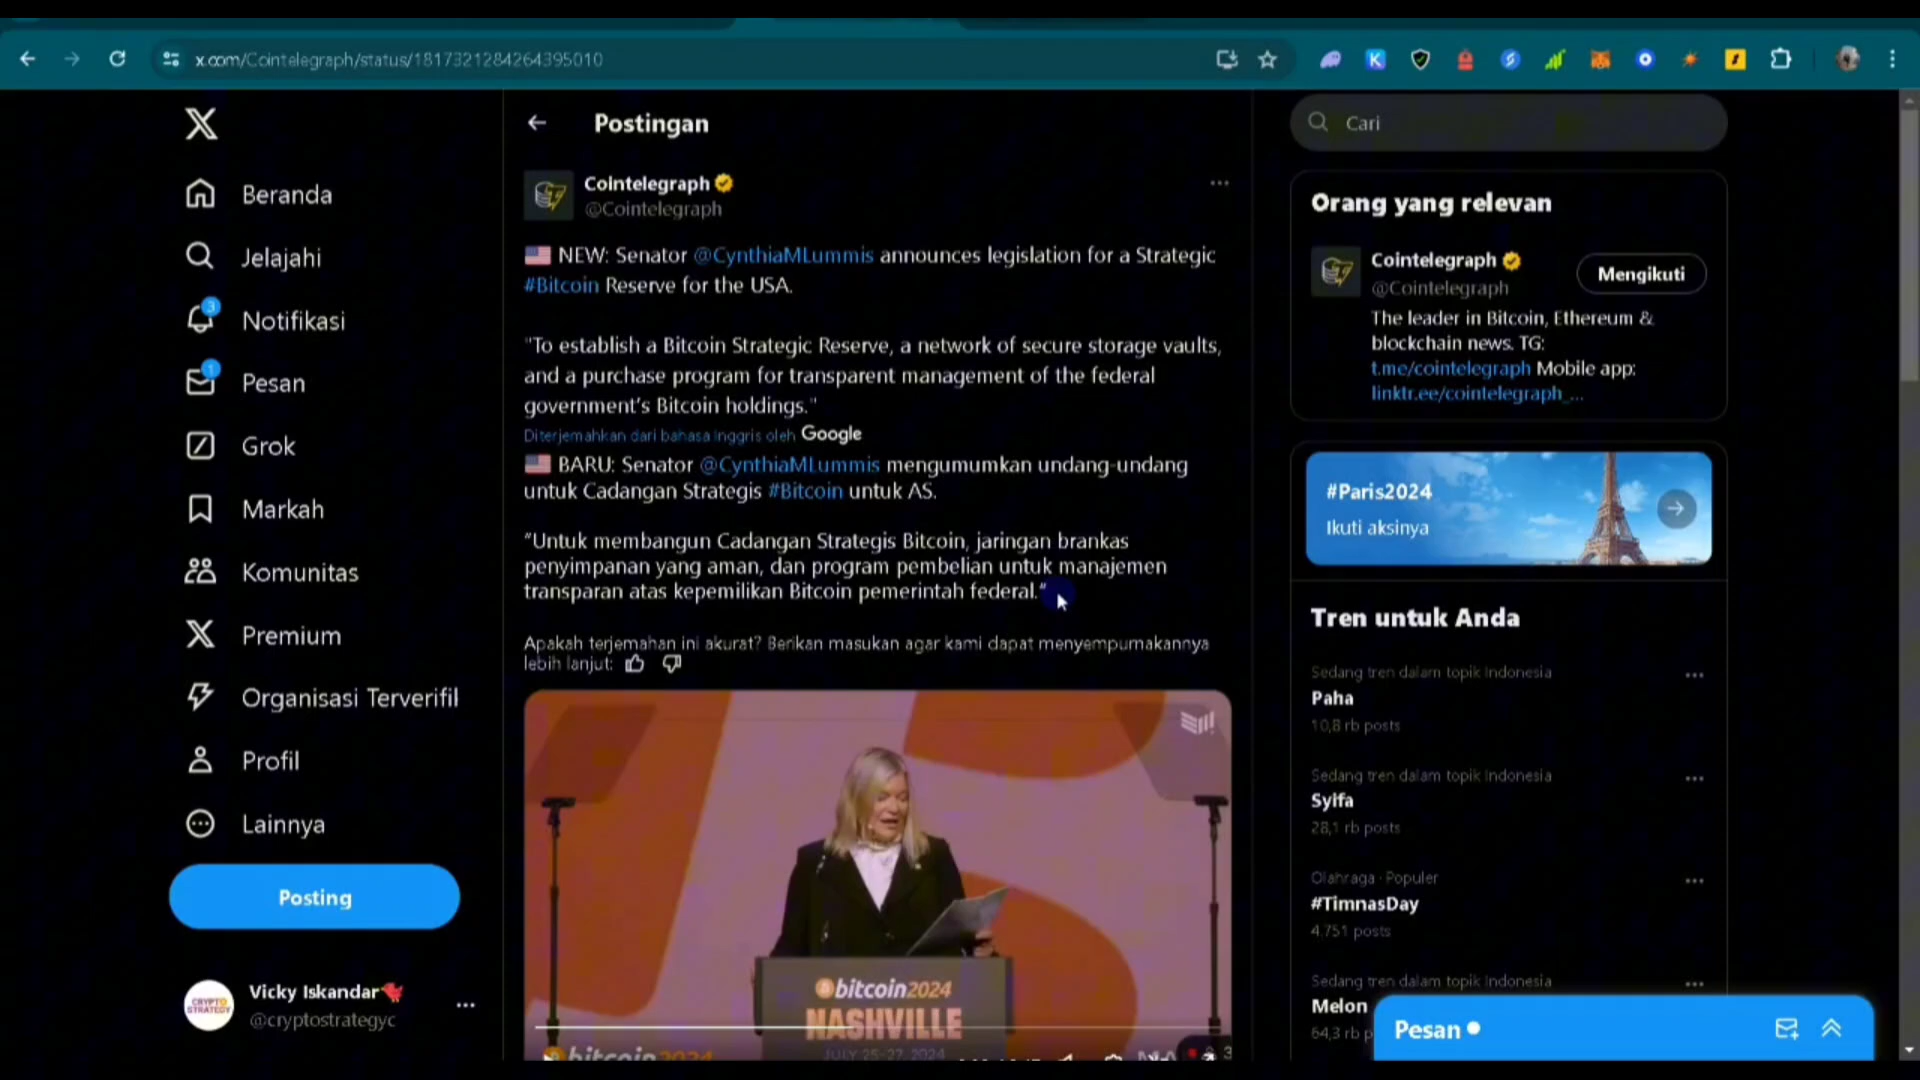 x.com/Cointelegraph/status/1817321284264395010
Beranda
Jelajahi
3
Notifikasi
1
Pesan
Grok
Markah
Komunitas
Premium
Organisasi Terverifil
Profil
Lainnya
Posting
Vicky Iskandar
@cryptostrategyc
CRYPTO
STRATEGY
Postingan
Cointelegraph
@Cointelegraph
NEW: Senator @CynthiaMLummis announces legislation for a Strategic
#Bitcoin Reserve for the USA.
"To establish a Bitcoin Strategic Reserve, a network of secure storage vaults,
and a purchase program for transparent management of the federal
government's Bitcoin holdings."
Diterjemahkan dari bahasa Inggris oleh Google
BARU: Senator @CynthiaMLummis mengumumkan undang-undang
untuk Cadangan Strategis #Bitcoin untuk AS.
"Untuk membangun Cadangan Strategis Bitcoin, jaringan brankas
penyimpanan yang aman, dan program pembelian untuk manajemen
transparan atas kepemilikan Bitcoin pemerintah federal."
Apakah terjemahan ini akurat? Berikan masukan agar kami dapat menyempurnakannya
lebih lanjut:
bitcoin2024
NASHVILLE
JULY 25-27, 2024
bitcoin2024
Cari
Orang yang relevan
Cointelegraph
@Cointelegraph
Mengikuti
The leader in Bitcoin, Ethereum &
blockchain news. TG:
t.me/cointelegraph Mobile app:
linktr.ee/cointelegraph_...
#Paris2024
Ikuti aksinya
Tren untuk Anda
Sedang tren dalam topik Indonesia
Paha
10,8 rb posts
Sedang tren dalam topik Indonesia
Syifa
28,1 rb posts
Olahraga · Populer
#TimnasDay
4.751 posts
Sedang tren dalam topik Indonesia
Melon
64,3 rb p
Pesan